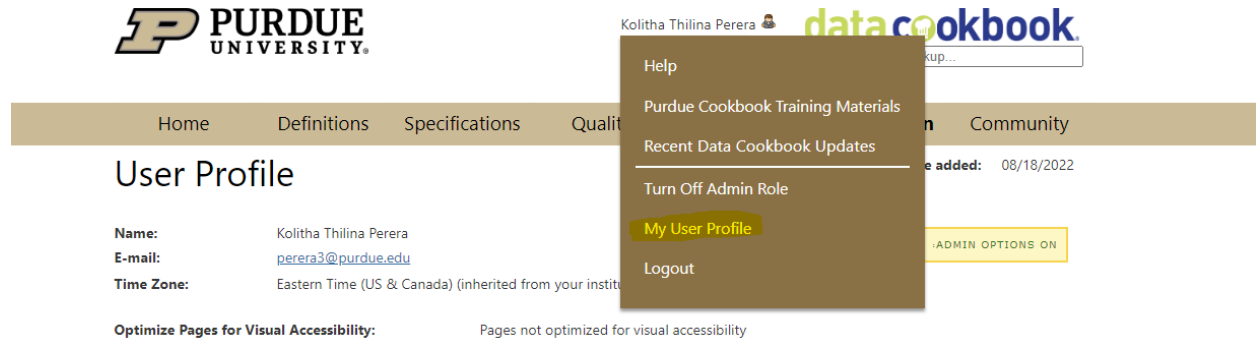 PURDUE
UNIVERSITY®
Kolitha Thilina Perera
data cookbook.
kup...
Help
Purdue Cookbook Training Materials
Recent Data Cookbook Updates
Turn Off Admin Role
My User Profile
Logout
Home Definitions Specifications Qualit n Community
User Profile
e added: 08/18/2022
Name: Kolitha Thilina Perera
E-mail: perera3@purdue.edu
ADMIN OPTIONS ON
Time Zone: Eastern Time (US & Canada) (inherited from your institu
Optimize Pages for Visual Accessibility: Pages not optimized for visual accessibility